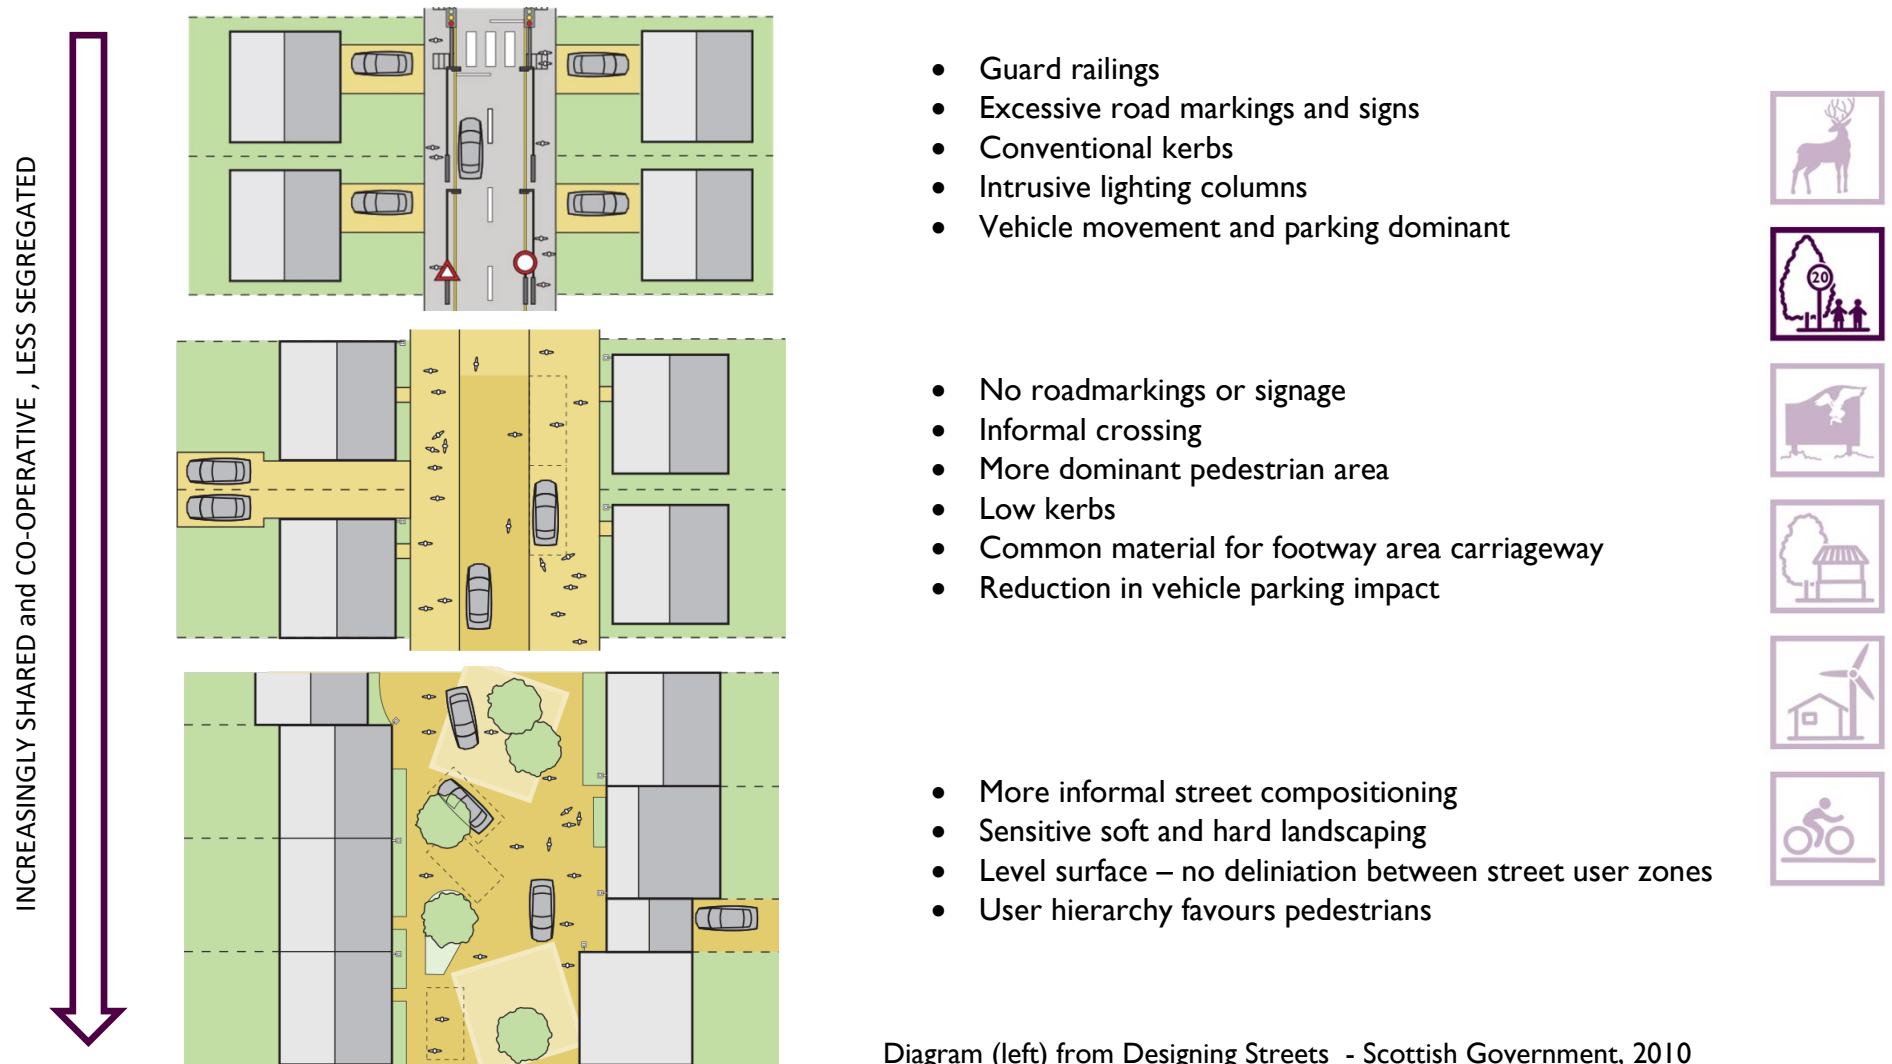 INCREASINGLY SHARED and CO-OPERATIVE , LESS SEGREGATED
• Guard railings
• Excessive road markings and signs
• Conventional kerbs
• Intrusive lighting columns
• Vehicle movement and parking dominant
20
• No roadmarkings or signage
• Informal crossing
• More dominant pedestrian area
• Low kerbs
• Common material for footway area carriageway
• Reduction in vehicle parking impact
• More informal street compositioning
• Sensitive soft and hard landscaping
• Level surface – no deliniation between street user zones
• User hierarchy favours pedestrians
Diagram (left) from Designing Streets - Scottish Government, 2010